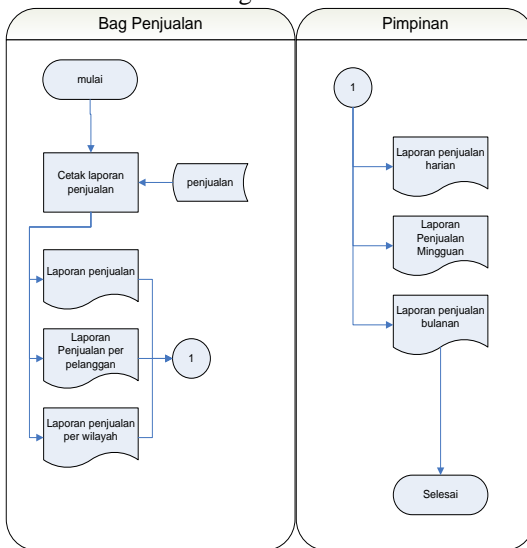 Bag Penjualan
mulai
Cetak laporan
penjualan
penjualan
Laporan penjualan
Laporan
Penjualan per
pelanggan
1
Laporan penjualan
per wilayah
Pimpinan
1
Laporan penjualan
harian
Laporan
Penjualan
Mingguan
Laporan penjualan
bulanan
Selesai